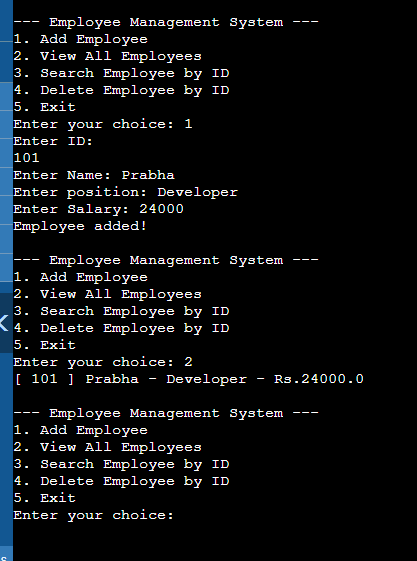 --- Employee Management System ---
1. Add Employee
2. View All Employees
3. Search Employee by ID
4. Delete Employee by ID
5. Exit
Enter your choice: 1
Enter ID:
101
Enter Name: Prabha
Enter position: Developer
Enter Salary: 24000
Employee added!

--- Employee Management System ---
1. Add Employee
2. View All Employees
3. Search Employee by ID
4. Delete Employee by ID
5. Exit
Enter your choice: 2
[ 101 ] Prabha - Developer - Rs.24000.0

--- Employee Management System ---
1. Add Employee
2. View All Employees
3. Search Employee by ID
4. Delete Employee by ID
5. Exit
Enter your choice: